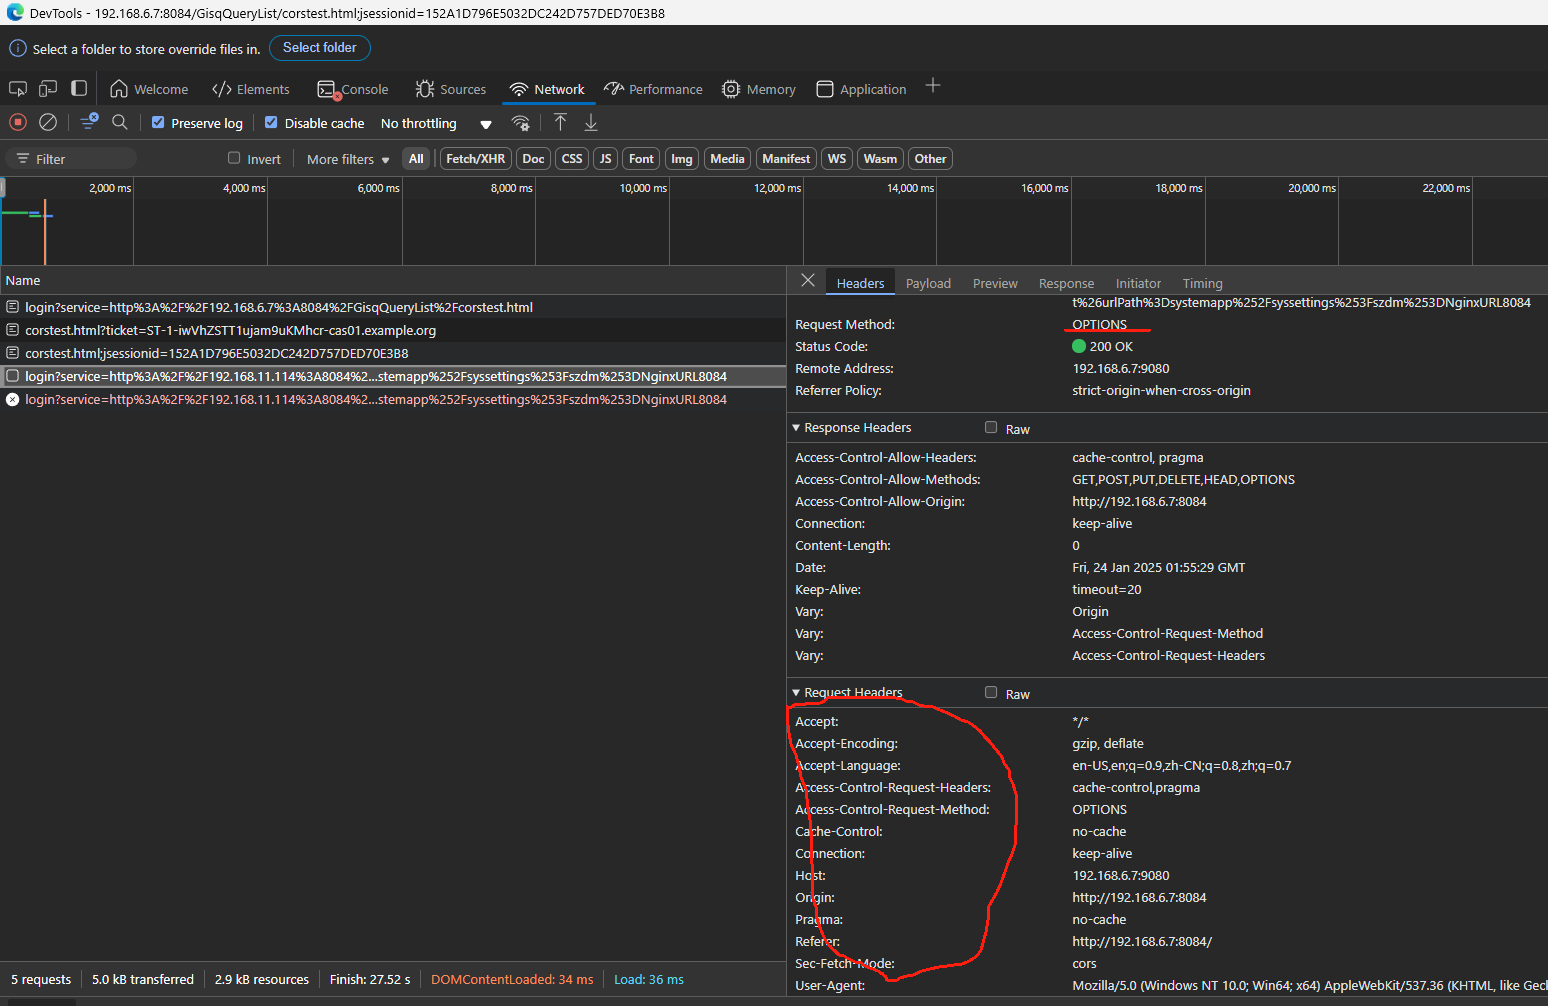 DevTools - 192.168.6.7:8084/GisqQueryList/corstest.html;jsessionid=152A1D796E5032DC242D757DED70E3B8
Select a folder to store override files in. Select folder
Welcome Elements Console Sources Network Performance Memory Application
Preserve log Disable cache No throttling
Filter Invert More filters All Fetch/XHR Doc CSS JS Font Img Media Manifest WS Wasm Other
2,000 ms 4,000 ms 6,000 ms 8,000 ms 10,000 ms 12,000 ms 14,000 ms 16,000 ms 18,000 ms 20,000 ms 22,000 ms
Name
login?service=http%3A%2F%2F192.168.6.7%3A8084%2FGisqQueryList%2Fcorstest.html
corstest.html?ticket=ST-1-iwVhZSTT1ujam9uKMhcr-cas01.example.org
corstest.html;jsessionid=152A1D796E5032DC242D757DED70E3B8
login?service=http%3A%2F%2F192.168.11.114%3A8084%2...stemapp%252Fsyssettings%253Fszdm%253DNginxURL8084
login?service=http%3A%2F%2F192.168.11.114%3A8084%2...stemapp%252Fsyssettings%253Fszdm%253DNginxURL8084
Headers Payload Preview Response Initiator Timing
t%26urlPath%3Dsystemapp%252Fsyssettings%253Fszdm%253DNginxURL8084
Request Method: OPTIONS
Status Code: 200 OK
Remote Address: 192.168.6.7:9080
Referrer Policy: strict-origin-when-cross-origin
Response Headers Raw
Access-Control-Allow-Headers: cache-control, pragma
Access-Control-Allow-Methods: GET,POST,PUT,DELETE,HEAD,OPTIONS
Access-Control-Allow-Origin: http://192.168.6.7:8084
Connection: keep-alive
Content-Length: 0
Date: Fri, 24 Jan 2025 01:55:29 GMT
Keep-Alive: timeout=20
Vary: Origin
Vary: Access-Control-Request-Method
Vary: Access-Control-Request-Headers
Request Headers Raw
Accept: */*
Accept-Encoding: gzip, deflate
Accept-Language: en-US,en;q=0.9,zh-CN;q=0.8,zh;q=0.7
Access-Control-Request-Headers: cache-control,pragma
Access-Control-Request-Method: OPTIONS
Cache-Control: no-cache
Connection: keep-alive
Host: 192.168.6.7:9080
Origin: http://192.168.6.7:8084
Pragma: no-cache
Referer: http://192.168.6.7:8084/
Sec-Fetch-Mode: cors
User-Agent: Mozilla/5.0 (Windows NT 10.0; Win64; x64) AppleWebKit/537.36 (KHTML, like Geck
5 requests 5.0 kB transferred 2.9 kB resources Finish: 27.52 s DOMContentLoaded: 34 ms Load: 36 ms